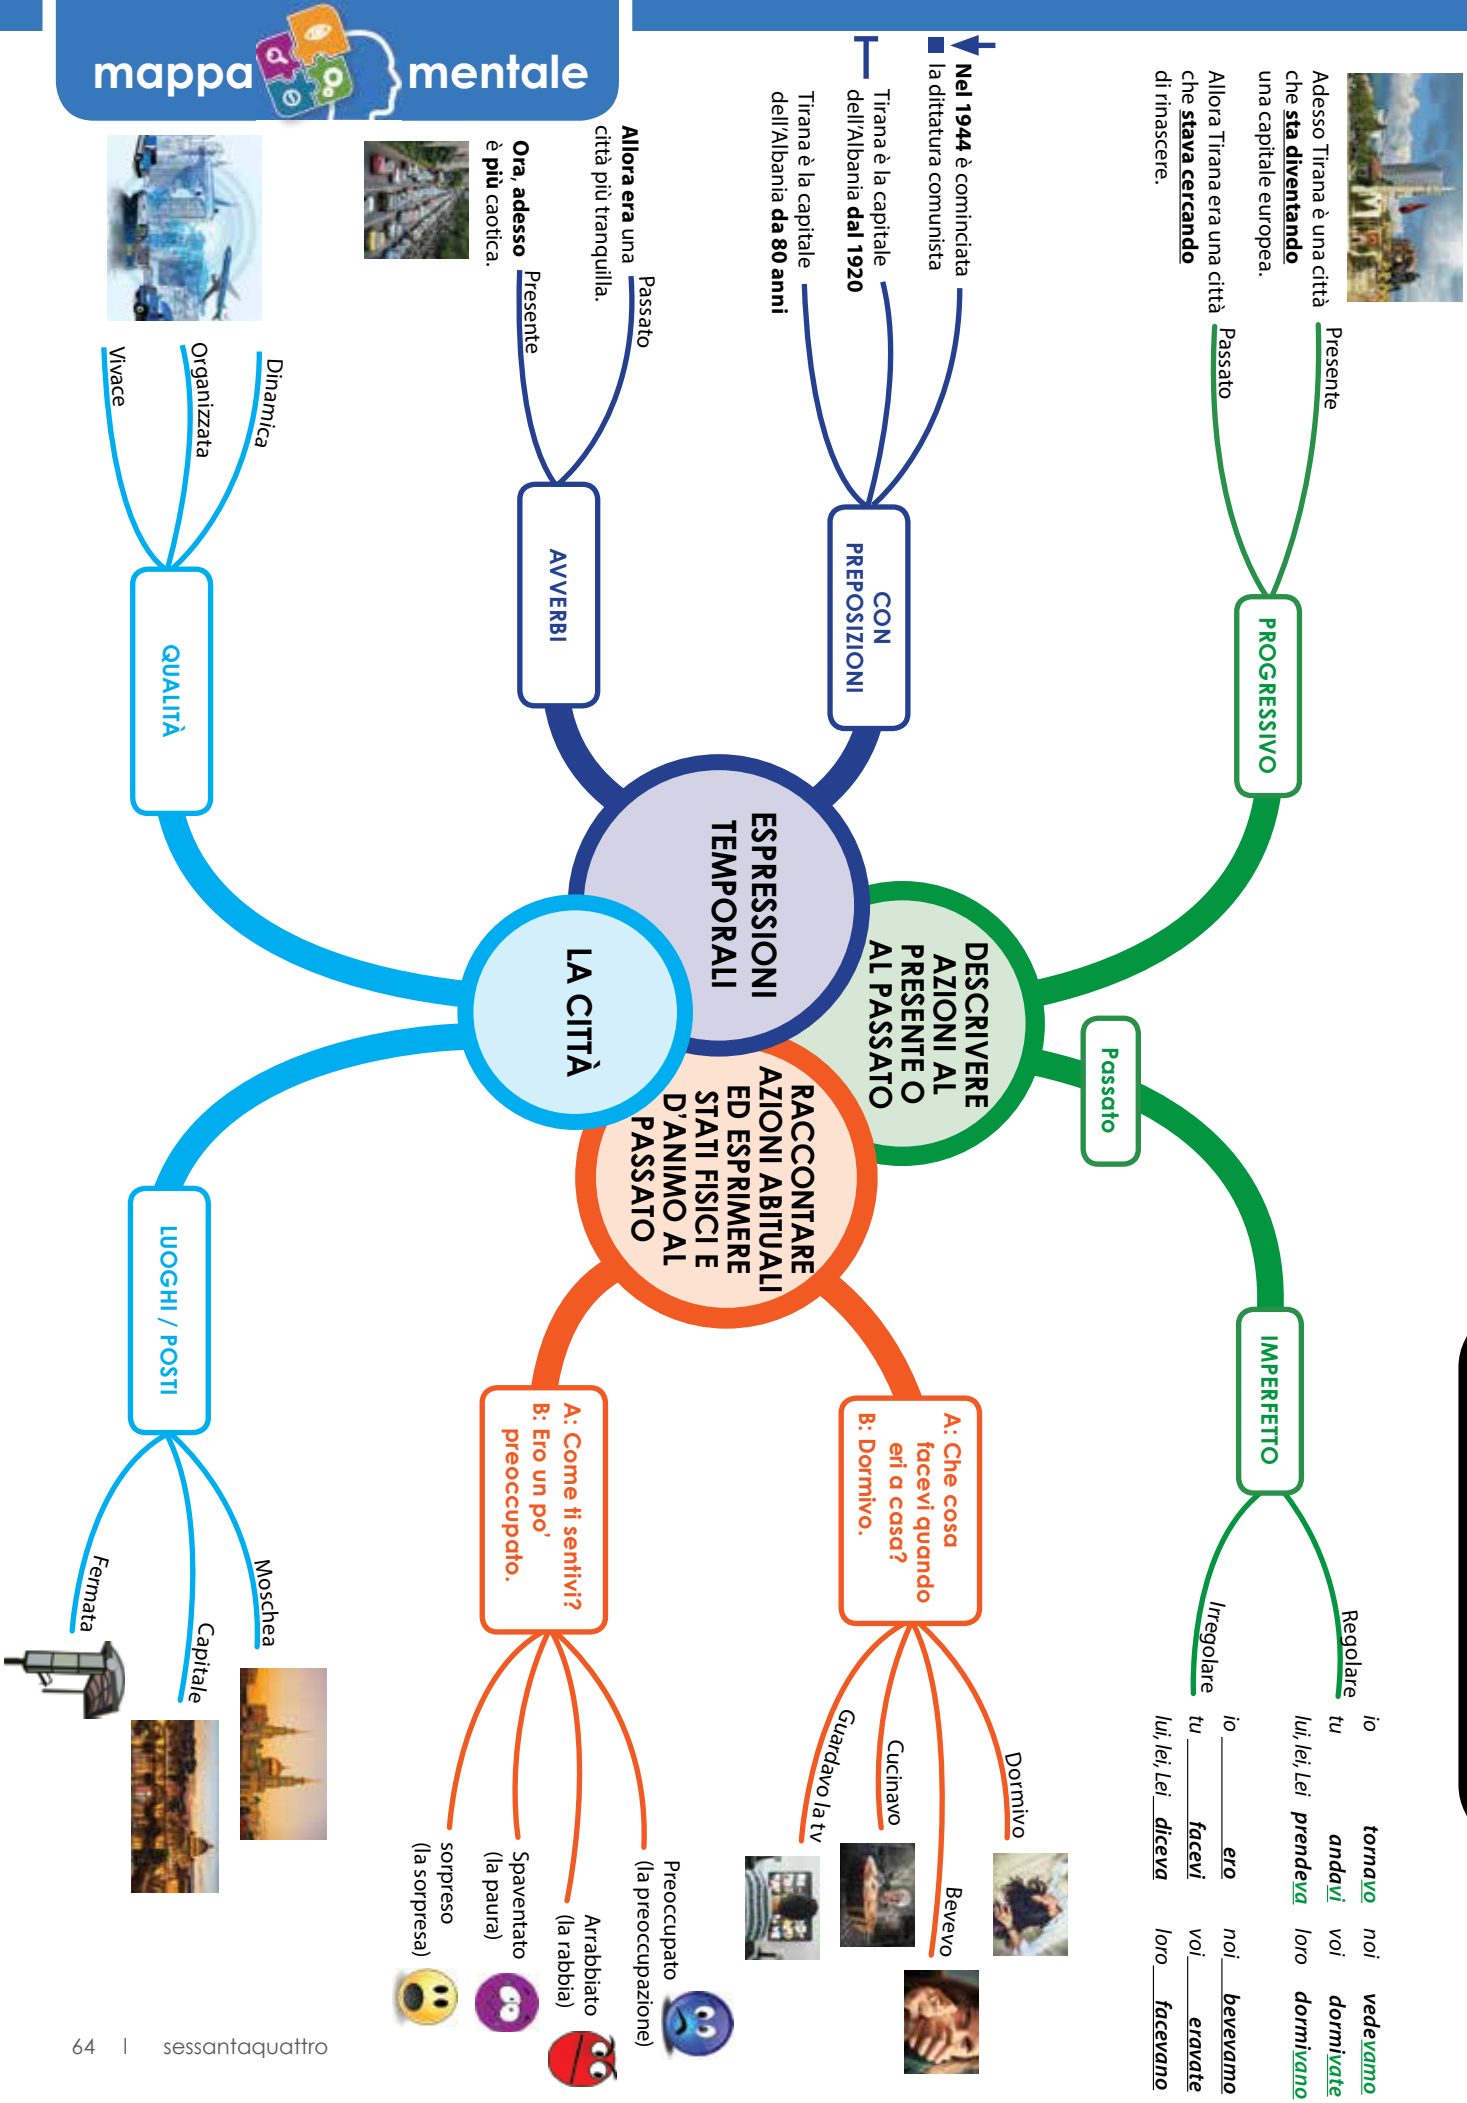 mappa mentale
Adesso Tirana è una città
che sta diventando
una capitale europea.
Presente
Allora Tirana era una città
che stava cercando
di rinascere.
Passato
PROGRESSIVO
Nel 1944 è cominciata
la dittatura comunista
Tirana è la capitale
dell'Albania dal 1920
Tirana è la capitale
dell'Albania da 80 anni
CON
PREPOSIZIONI
Allora era una
città più tranquilla.
Passato
Ora, adesso
è più caotica.
Presente
AVVERBI
Dinamica
Organizzata
Vivace
QUALITÀ
DESCRIVERE
AZIONI AL
PRESENTE O
AL PASSATO
ESPRESSIONI
TEMPORALI
LA CITTÀ
RACCONTARE
AZIONI ABITUALI
ED ESPRIMERE
STATI FISICI E
D'ANIMO AL
PASSATO
Passato
IMPERFETTO
Regolare
io tornavo noi vedevamo
tu andavi voi dormivate
lui, lei, Lei prendeva loro dormivano
Irregolare
io ero noi bevevamo
tu facevi voi eravate
lui, lei, Lei diceva loro facevano
A: Che cosa
facevi quando
eri a casa?
B: Dormivo.
Dormivo
Bevevo
Cucinavo
Guardavo la tv
A: Come ti sentivi?
B: Ero un po'
preoccupato.
Preoccupato
(la preoccupazione)
Arrabbiato
(la rabbia)
Spaventato
(la paura)
sorpreso
(la sorpresa)
LUOGHI / POSTI
Moschea
Capitale
Fermata
64 | sessantaquattro